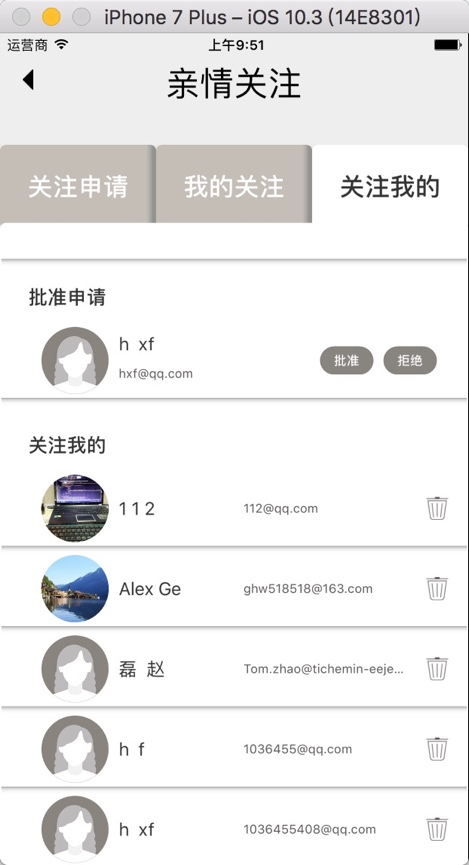 iPhone 7 Plus – iOS 10.3 (14E8301)
运营商 上午9:51
亲情关注
关注申请 我的关注 关注我的
批准申请
h xf
hxf@qq.com
批准 拒绝
关注我的
1 1 2 112@qq.com
Alex Ge ghw518518@163.com
磊 赵 Tom.zhao@tichemin-eeje...
h f 1036455@qq.com
h xf 1036455408@qq.com